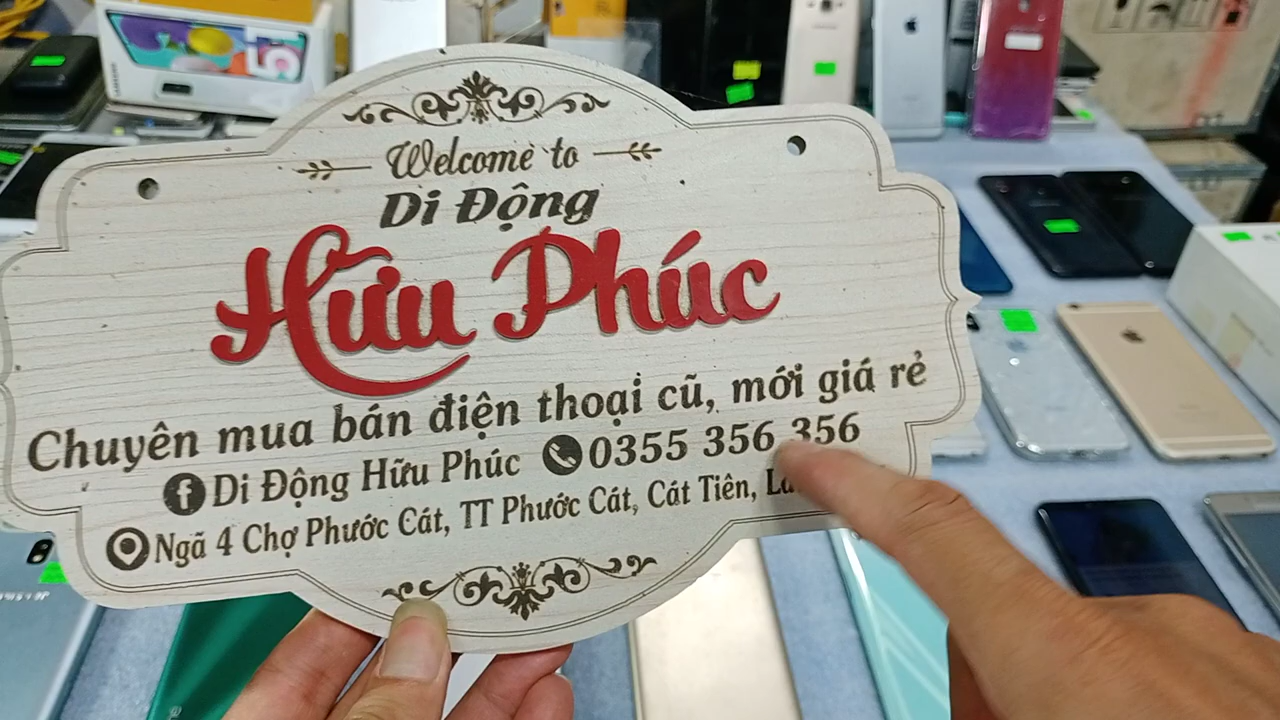 Welcome to
Di Động
Hữu Phúc
Chuyên mua bán điện thoại cũ, mới giá rẻ
Di Động Hữu Phúc 0355 356 356
Ngã 4 Chợ Phước Cát, TT Phước Cát, Cát Tiên,